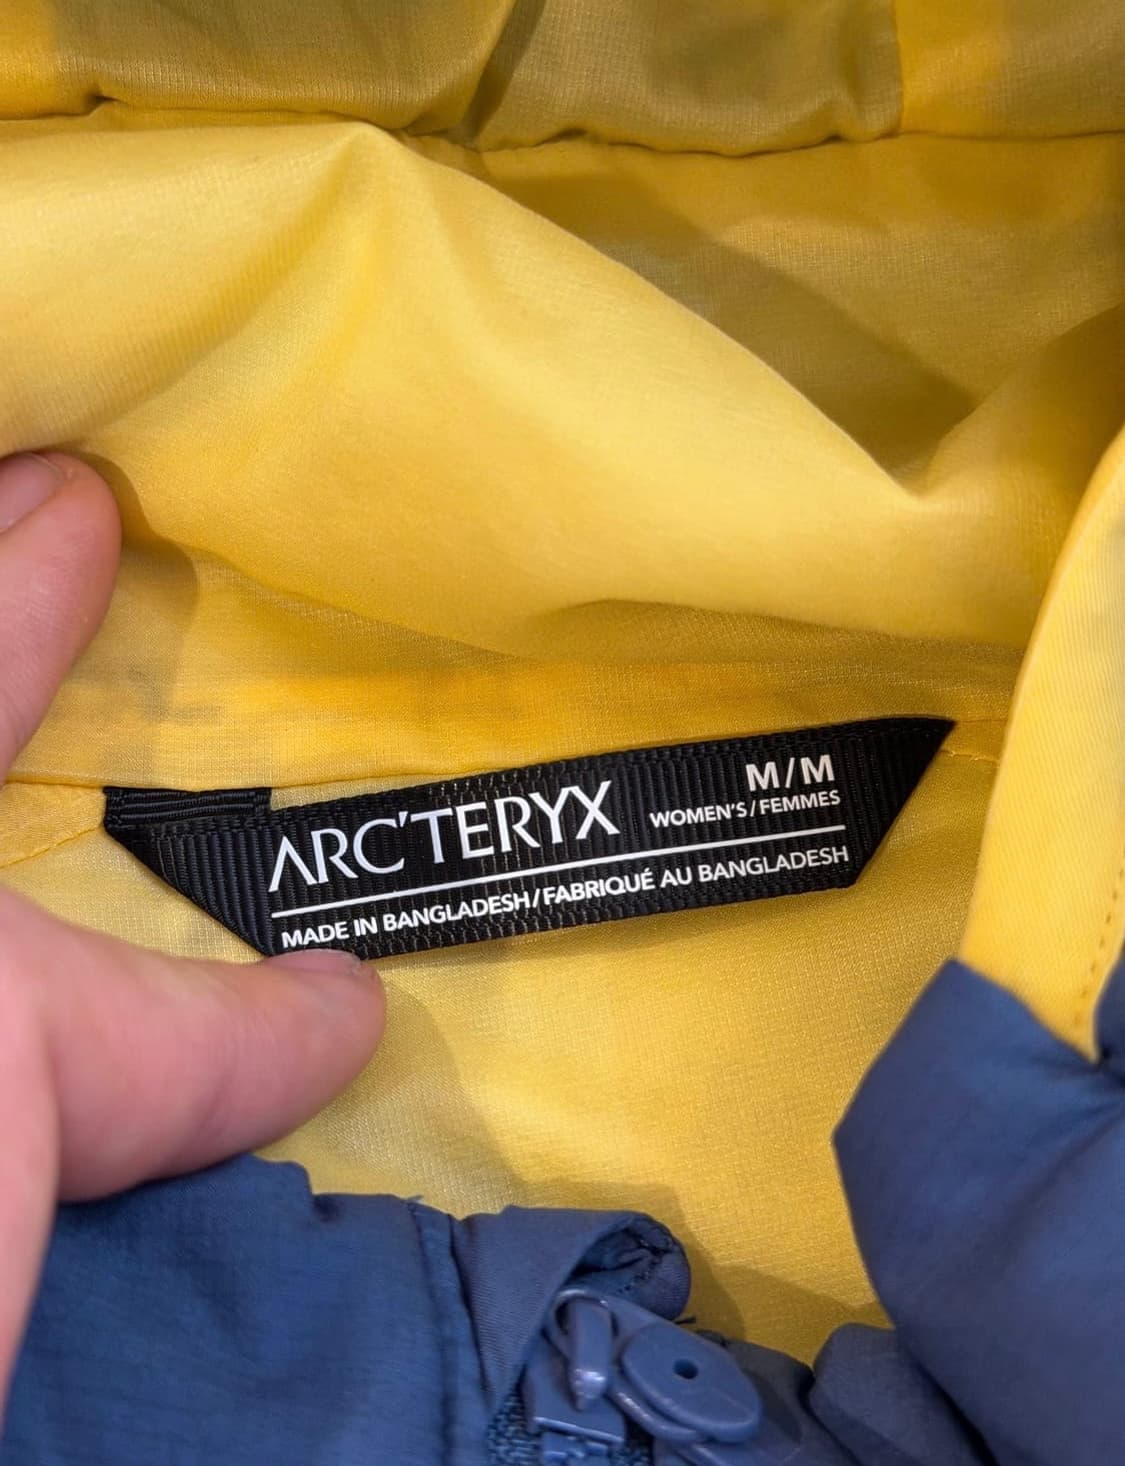 M/M
ARC'TERYX WOMEN'S/FEMMES
MADE IN BANGLADESH/FABRIQUÉ AU BANGLADESH